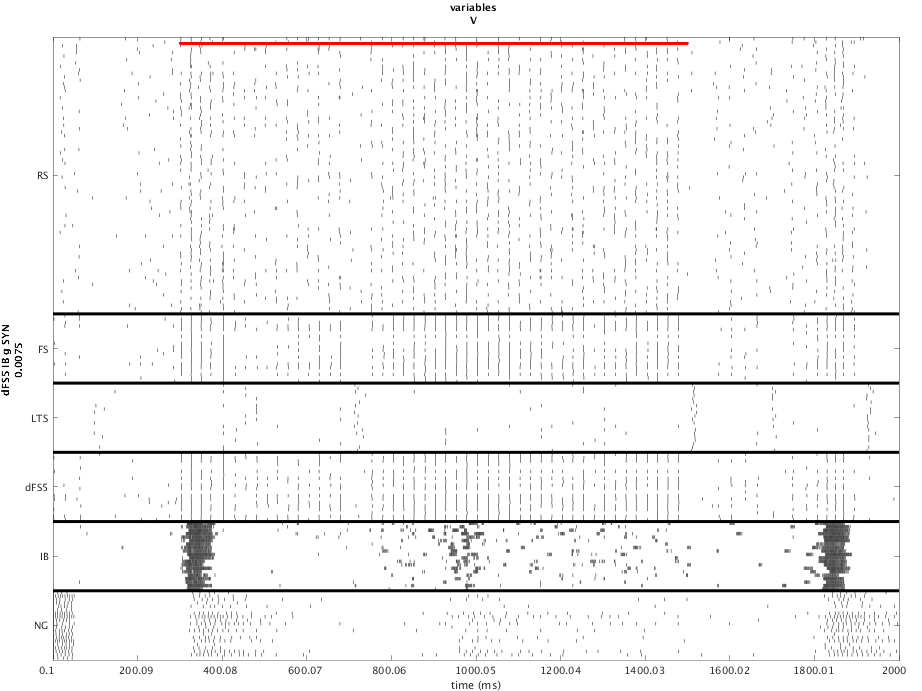 variables
V
RS
FS
LTS
dFS5
IB
NG
dFS5 IB g SYN
0.0075
0.1 200.09 400.08 600.07 800.06 1000.05 1200.04 1400.03 1600.02 1800.01 2000
time (ms)